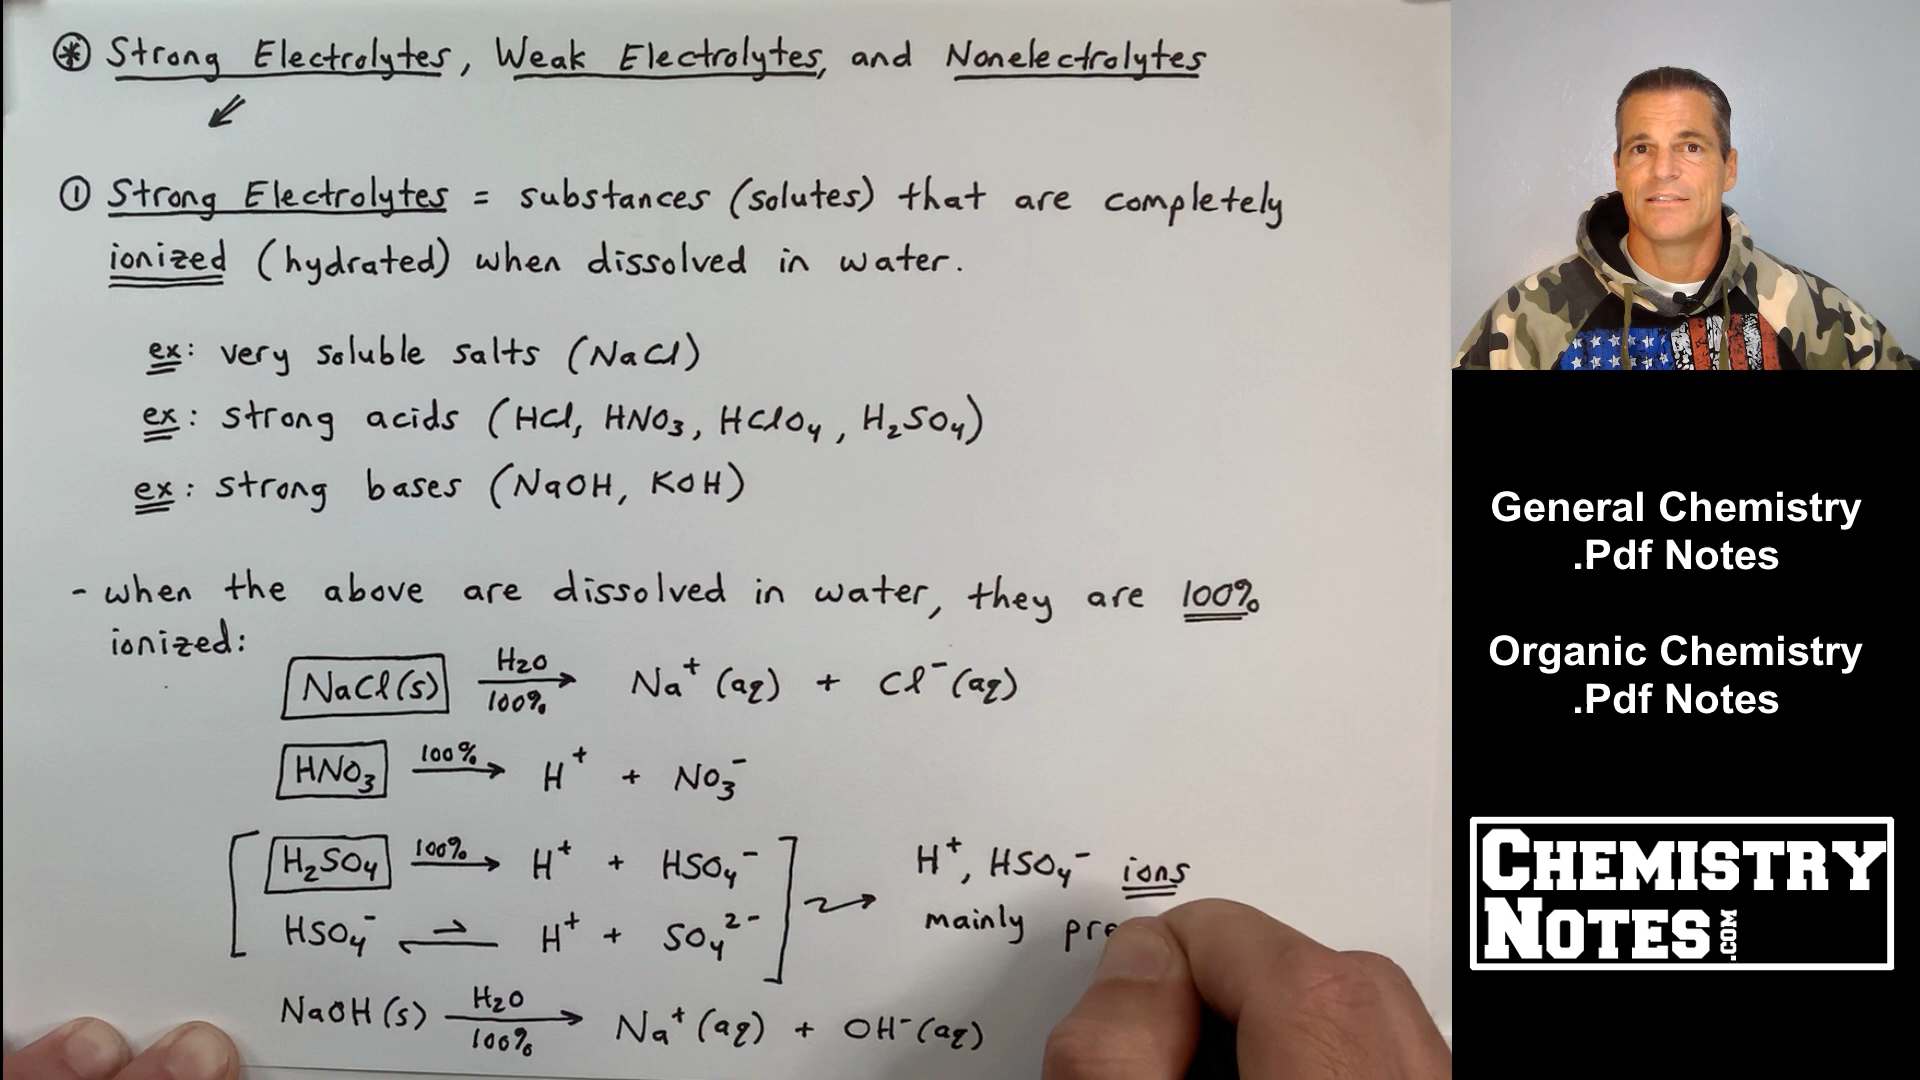 ⊛ Strong Electrolytes, Weak Electrolytes, and Nonelectrolytes
① Strong Electrolytes = substances (solutes) that are completely
ionized (hydrated) when dissolved in water.
ex: very soluble salts (NaCl)
ex: strong acids (HCl, HNO₃, HClO₄, H₂SO₄)
ex: strong bases (NaOH, KOH)
- when the above are dissolved in water, they are 100%
ionized:
NaCl(s) H₂O 100% → Na⁺(aq) + Cl⁻(aq)
HNO₃ 100% → H⁺ + NO₃⁻
H₂SO₄ 100% → H⁺ + HSO₄⁻
HSO₄⁻ ⇌ H⁺ + SO₄²⁻
H⁺, HSO₄⁻ ions
mainly pre
NaOH(s) H₂O 100% → Na⁺(aq) + OH⁻(aq)
General Chemistry
.Pdf Notes
Organic Chemistry
.Pdf Notes
CHEMISTRY
NOTES.COM